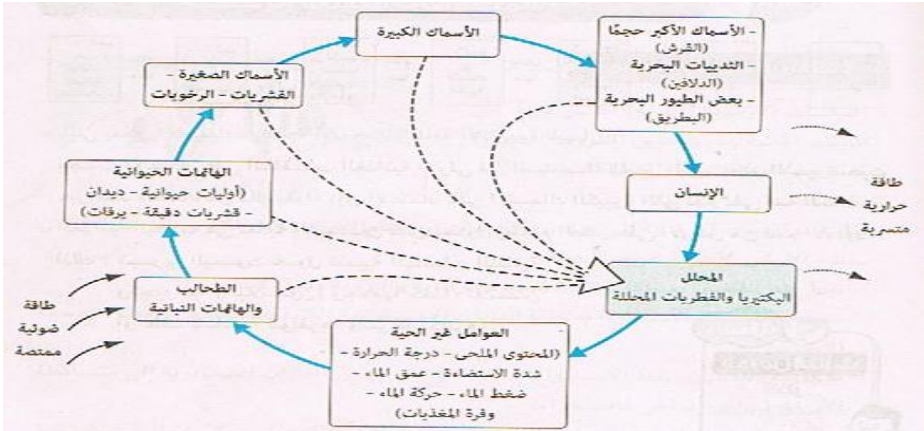 الأسماك الكبيرة
- الأسماك الأكبر حجمًا
(القرش)
- الثدييات البحرية
(الدلافين)
- بعض الطيور البحرية
(البطريق)
الأسماك الصغيرة -
القشريات - الرخويات
الهائمات الحيوانية
(أوليات حيوانية - ديدان
- قشريات دقيقة - يرقات)
الإنسان
طاقة
حرارية
متسربة
المحلل
البكتيريا والفطريات المحللة
الطحالب
والهائمات النباتية
طاقة
ضوئية
ممتصة
العوامل غير الحية
(المحتوى الملحى - درجة الحرارة -
شدة الاستضاءة - عمق الماء -
ضغط الماء - حركة الماء -
وفرة المغذيات)